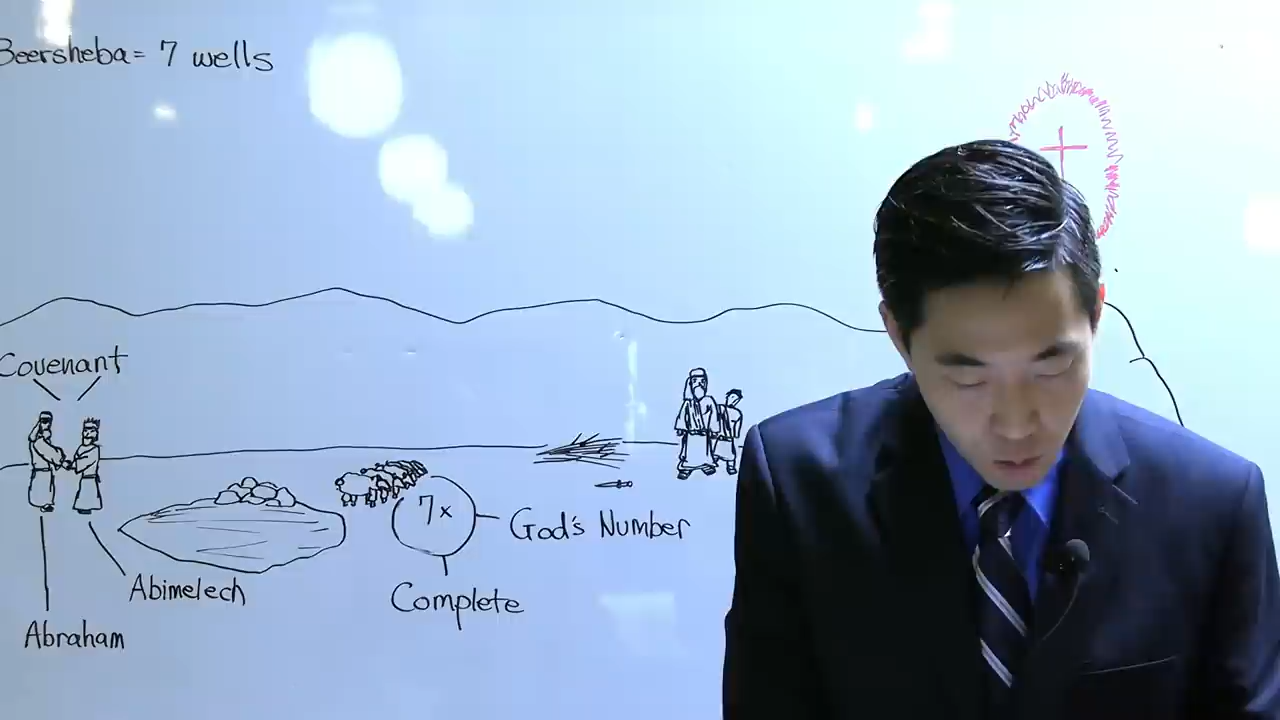 Beersheba = 7 wells
Covenant
7x
God's Number
Abimelech
Complete
Abraham